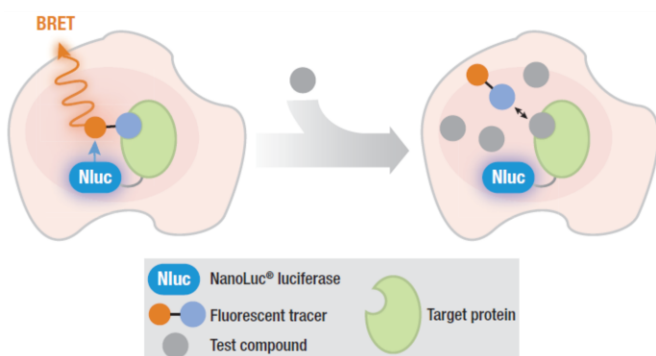 BRET
Nluc
Nluc
Nluc NanoLuc® luciferase
Fluorescent tracer
Target protein
Test compound